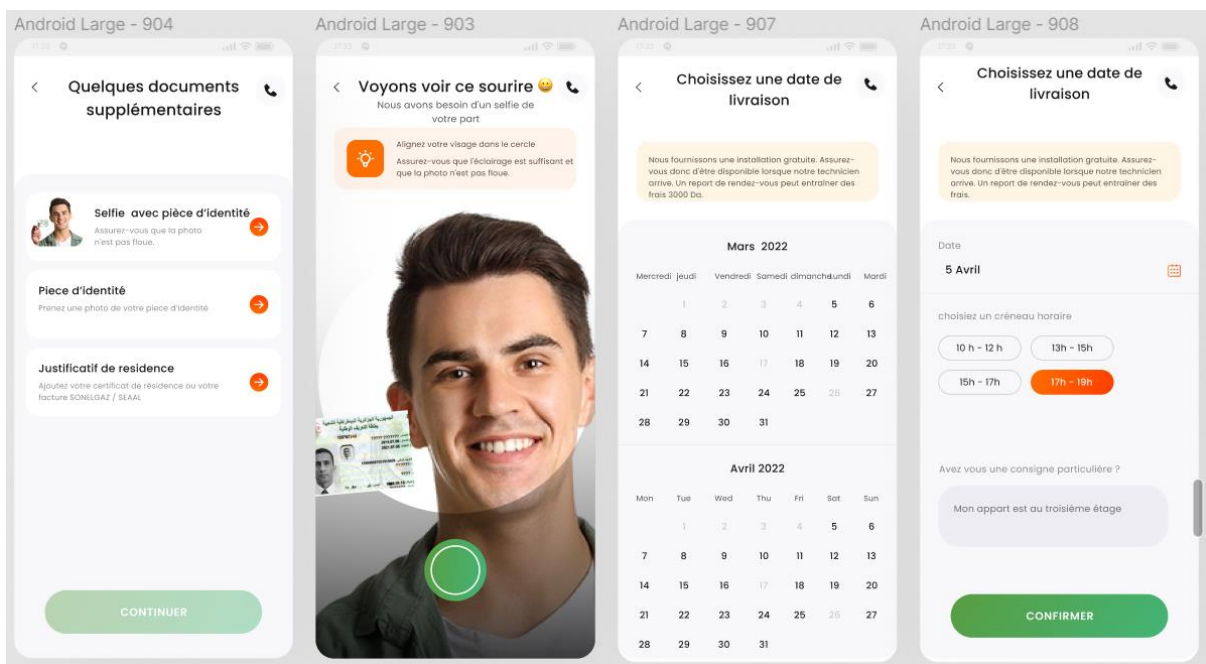 Android Large - 904
Quelques documents
supplémentaires
Selfie avec pièce d'identité
Assurez-vous que la photo
n'est pas floue.
Piece d'identité
Prenez une photo de votre piece d'identité
Justificatif de residence
Ajoutez votre certificat de résidence ou votre
facture SONELGAZ / SEAAL
CONTINUER
Android Large - 903
Voyons voir ce sourire 😀
Nous avons besoin d'un selfie de
votre part
Alignez votre visage dans le cercle
Assurez-vous que l'éclairage est suffisant et
que la photo n'est pas floue.
الجمهورية الجزائرية الديمقراطية الشعبية
بطاقة التعريف الوطنية
Android Large - 907
Choisissez une date de
livraison
Nous fournissons une installation gratuite. Assurez-
vous donc d'être disponible lorsque notre technicien
arrive. Un report de rendez-vous peut entraîner des
frais 3000 Da.
Mars 2022
Mercredi jeudi Vendredi Samedi dimanche Lundi Mardi
1 2 3 4 5 6
7 8 9 10 11 12 13
14 15 16 17 18 19 20
21 22 23 24 25 26 27
28 29 30 31
Avril 2022
Mon Tue Wed Thu Fri Sat Sun
1 2 3 4 5 6
7 8 9 10 11 12 13
14 15 16 17 18 19 20
21 22 23 24 25 26 27
28 29 30 31
Android Large - 908
Choisissez une date de
livraison
Nous fournissons une installation gratuite. Assurez-
vous donc d'être disponible lorsque notre technicien
arrive. Un report de rendez-vous peut entraîner des
frais.
Date
5 Avril
choisiez un créneau horaire
10 h - 12 h 13h - 15h
15h - 17h 17h - 19h
Avez vous une consigne particulière ?
Mon appart est au troisième étage
CONFIRMER